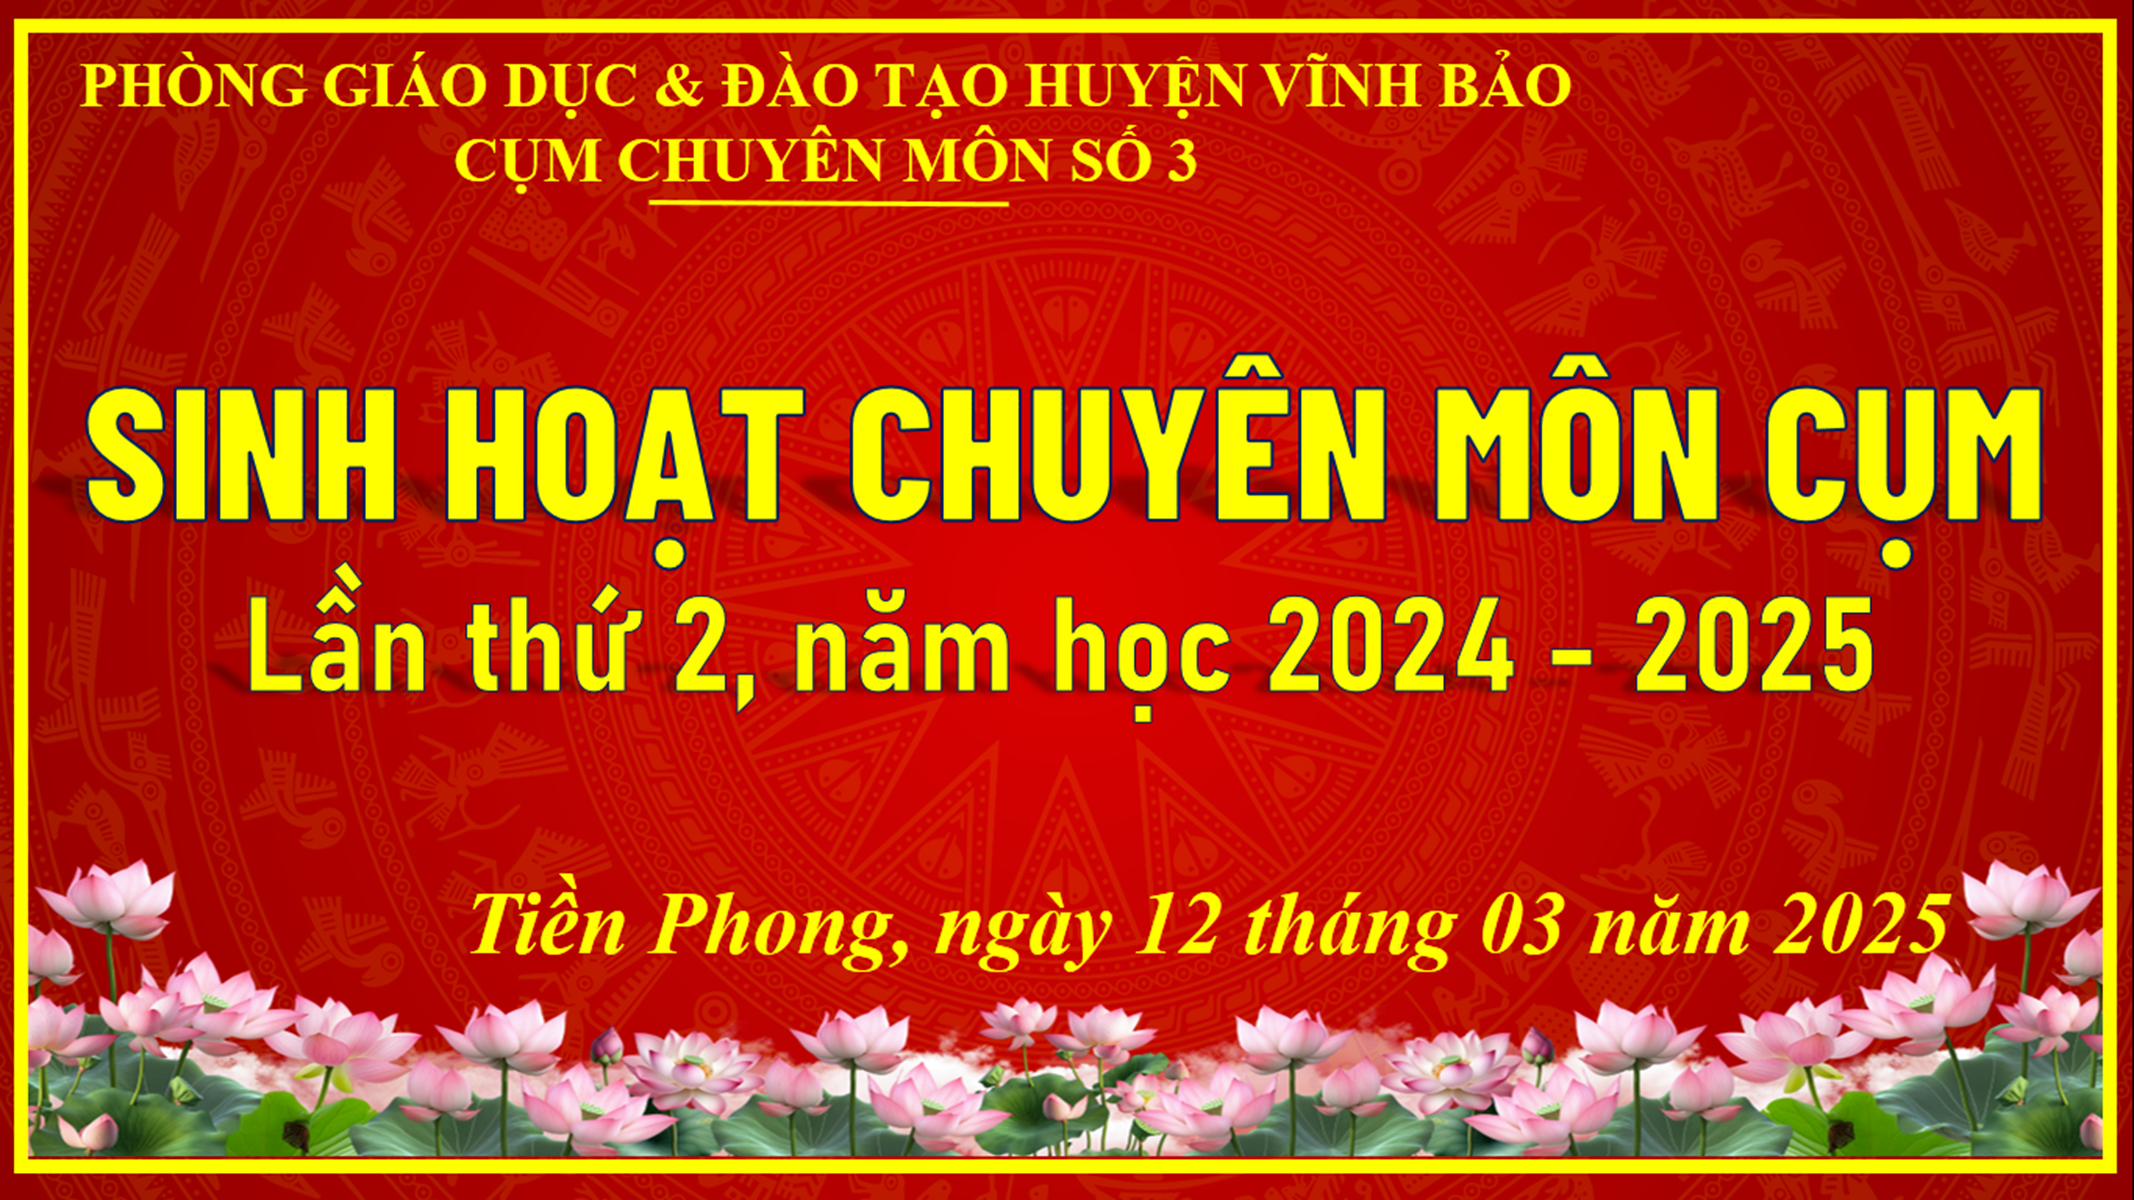 PHÒNG GIÁO DỤC & ĐÀO TẠO HUYỆN VĨNH BẢO
CỤM CHUYÊN MÔN SỐ 3
SINH HOẠT CHUYÊN MÔN CỤM
Lần thứ 2, năm học 2024 - 2025
Tiền Phong, ngày 12 tháng 03 năm 2025